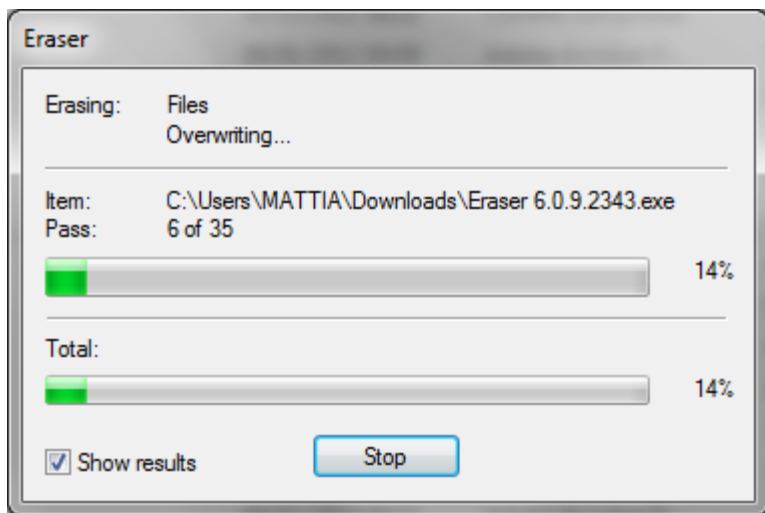 Eraser
Erasing: Files
Overwriting...
Item: C:\Users\MATTIA\Downloads\Eraser 6.0.9.2343.exe
Pass: 6 of 35
14%
Total:
14%
Show results
Stop